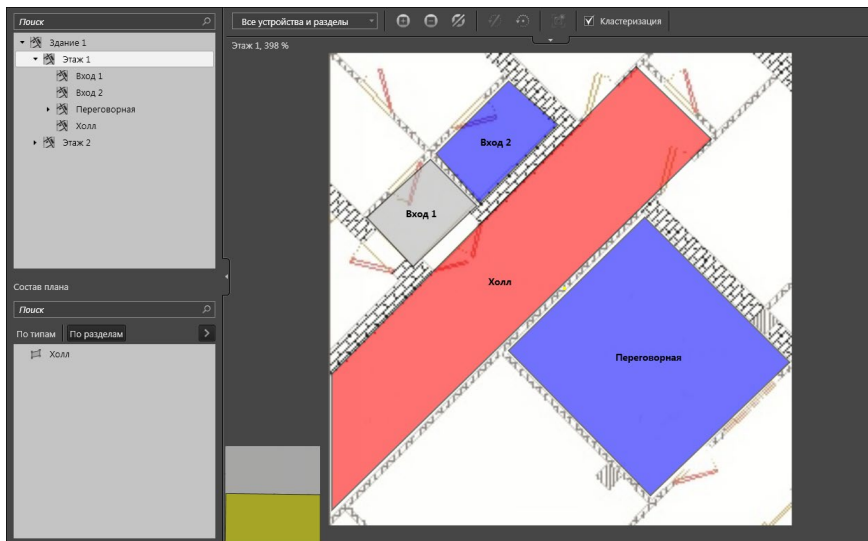 Поиск
Здание 1
Этаж 1
Вход 1
Вход 2
Переговорная
Холл
Этаж 2
Состав плана
Поиск
По типам По разделам >
Холл
Все устройства и разделы Кластеризация
Этаж 1, 398 %
Вход 2
Вход 1
Холл
Переговорная